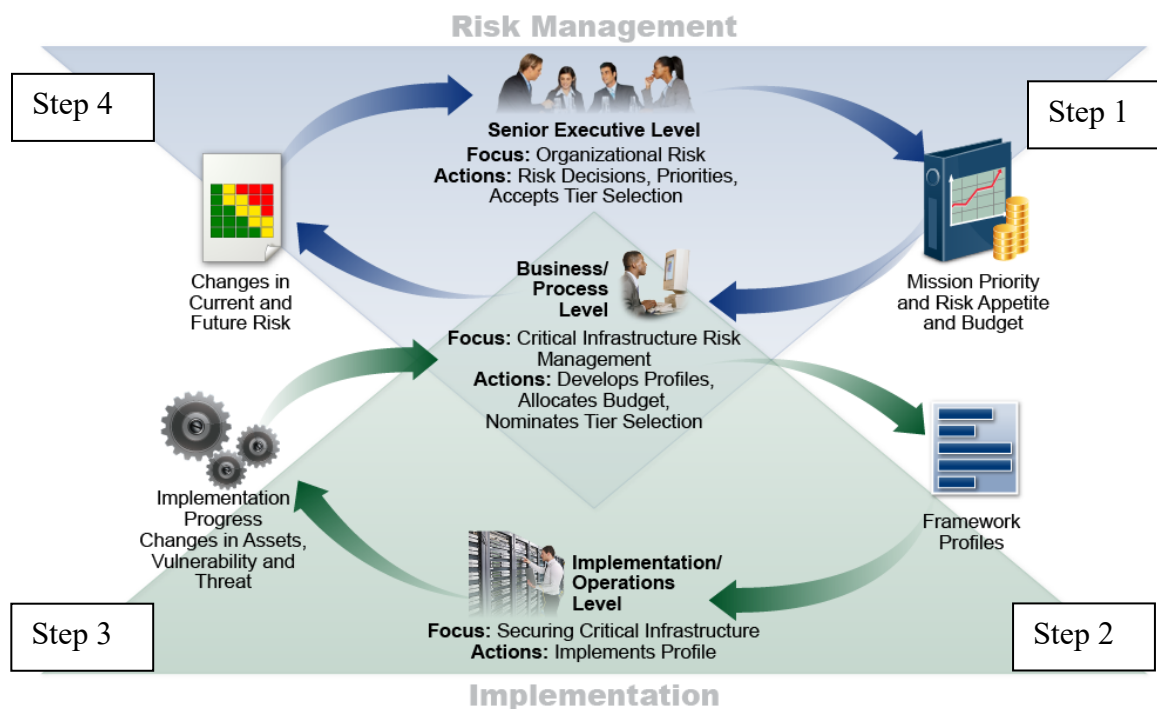 Risk Management
Step 4
Step 1
Senior Executive Level
Focus: Organizational Risk
Actions: Risk Decisions, Priorities,
Accepts Tier Selection
Changes in
Current and
Future Risk
Mission Priority
and Risk Appetite
and Budget
Business/
Process
Level
Focus: Critical Infrastructure Risk
Management
Actions: Develops Profiles,
Allocates Budget,
Nominates Tier Selection
Implementation
Progress
Changes in Assets,
Vulnerability and
Threat
Framework
Profiles
Implementation/
Operations
Level
Focus: Securing Critical Infrastructure
Actions: Implements Profile
Step 3
Step 2
Implementation